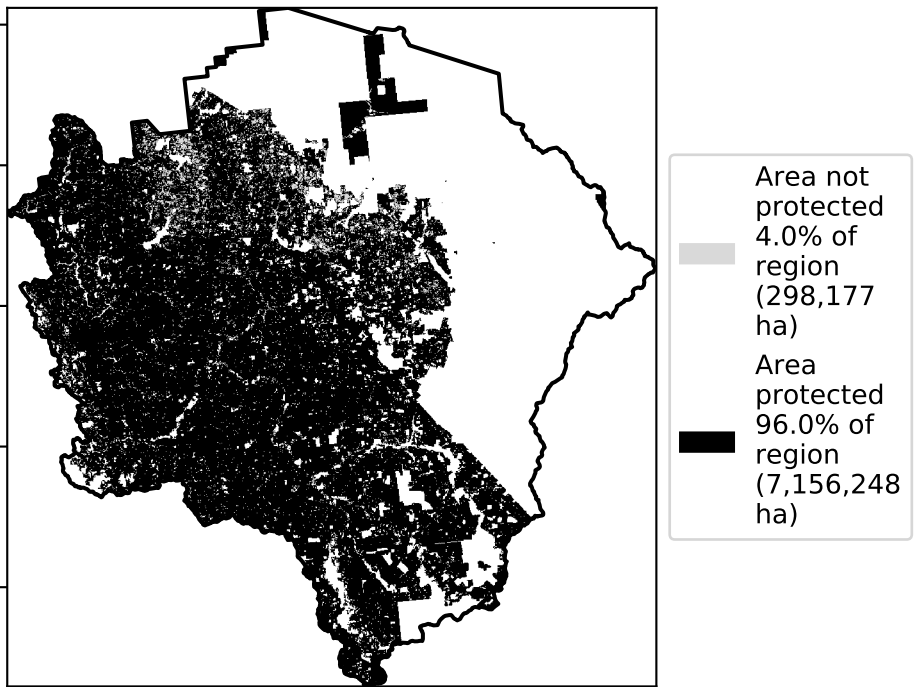 Area not
protected
4.0% of
region
(298,177
ha)
Area
protected
96.0% of
region
(7,156,248
ha)